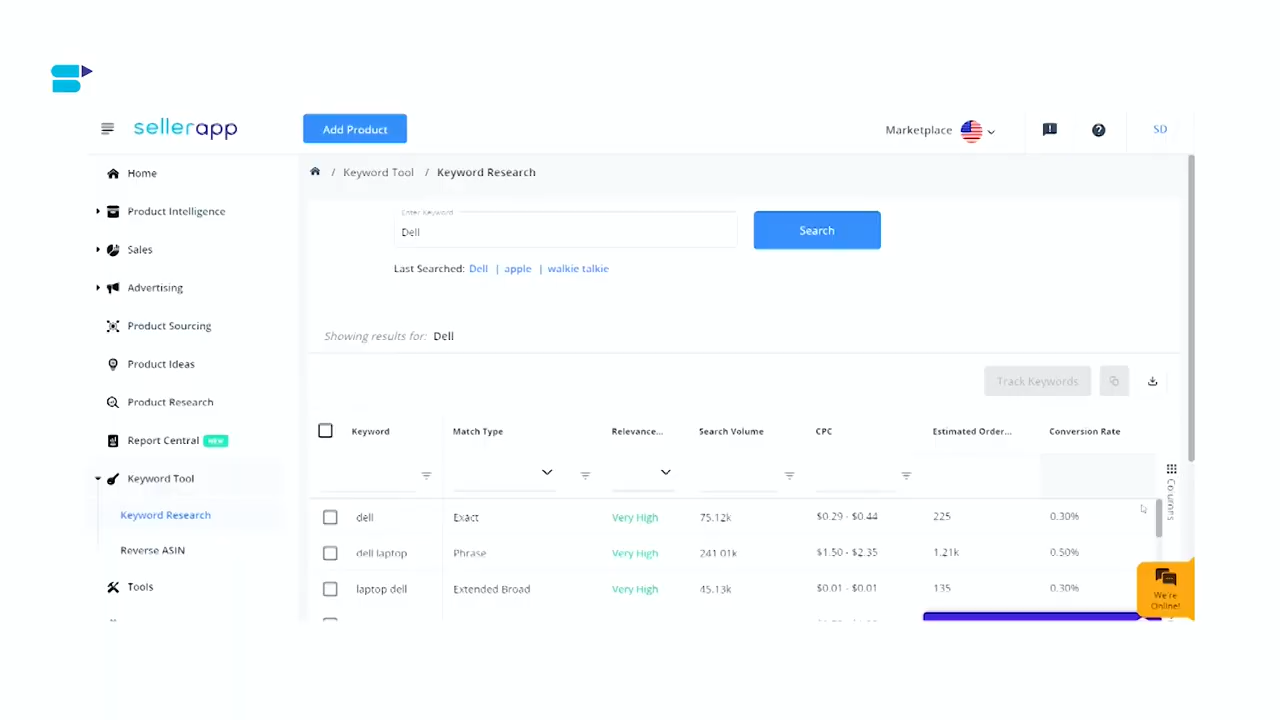 sellerapp
Add Product
Marketplace
SD
Home
Product Intelligence
Sales
Advertising
Product Sourcing
Product Ideas
Product Research
Report Central NEW
Keyword Tool
Keyword Research
Reverse ASIN
Tools
/ Keyword Tool / Keyword Research
Enter Keyword
Dell
Search
Last Searched: Dell | apple | walkie talkie
Showing results for: Dell
Track Keywords
Keyword Match Type Relevance... Search Volume CPC Estimated Order... Conversion Rate
dell Exact Very High 75.12k $0.29 - $0.44 225 0.30%
dell laptop Phrase Very High 241.01k $1.50 - $2.35 1.21k 0.50%
laptop dell Extended Broad Very High 45.13k $0.01 - $0.01 135 0.30%
Columns
We're
Online!